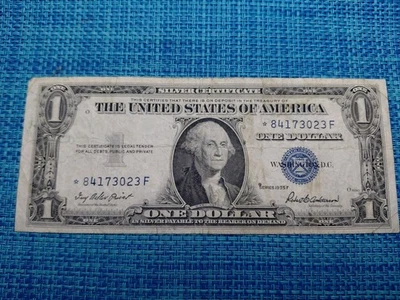 SILVER CERTIFICATE
THIS CERTIFIES THAT THERE IS ON DEPOSIT IN THE TREASURY OF
THE UNITED STATES OF AMERICA
*84173023F
ONE DOLLAR
THIS CERTIFICATE IS LEGAL TENDER
FOR ALL DEBTS, PUBLIC AND PRIVATE
WASHINGTON, D.C.
*84173023F
SERIES 1935 F
1
1
1
1
ONE DOLLAR
IN SILVER PAYABLE TO THE BEARER ON DEMAND